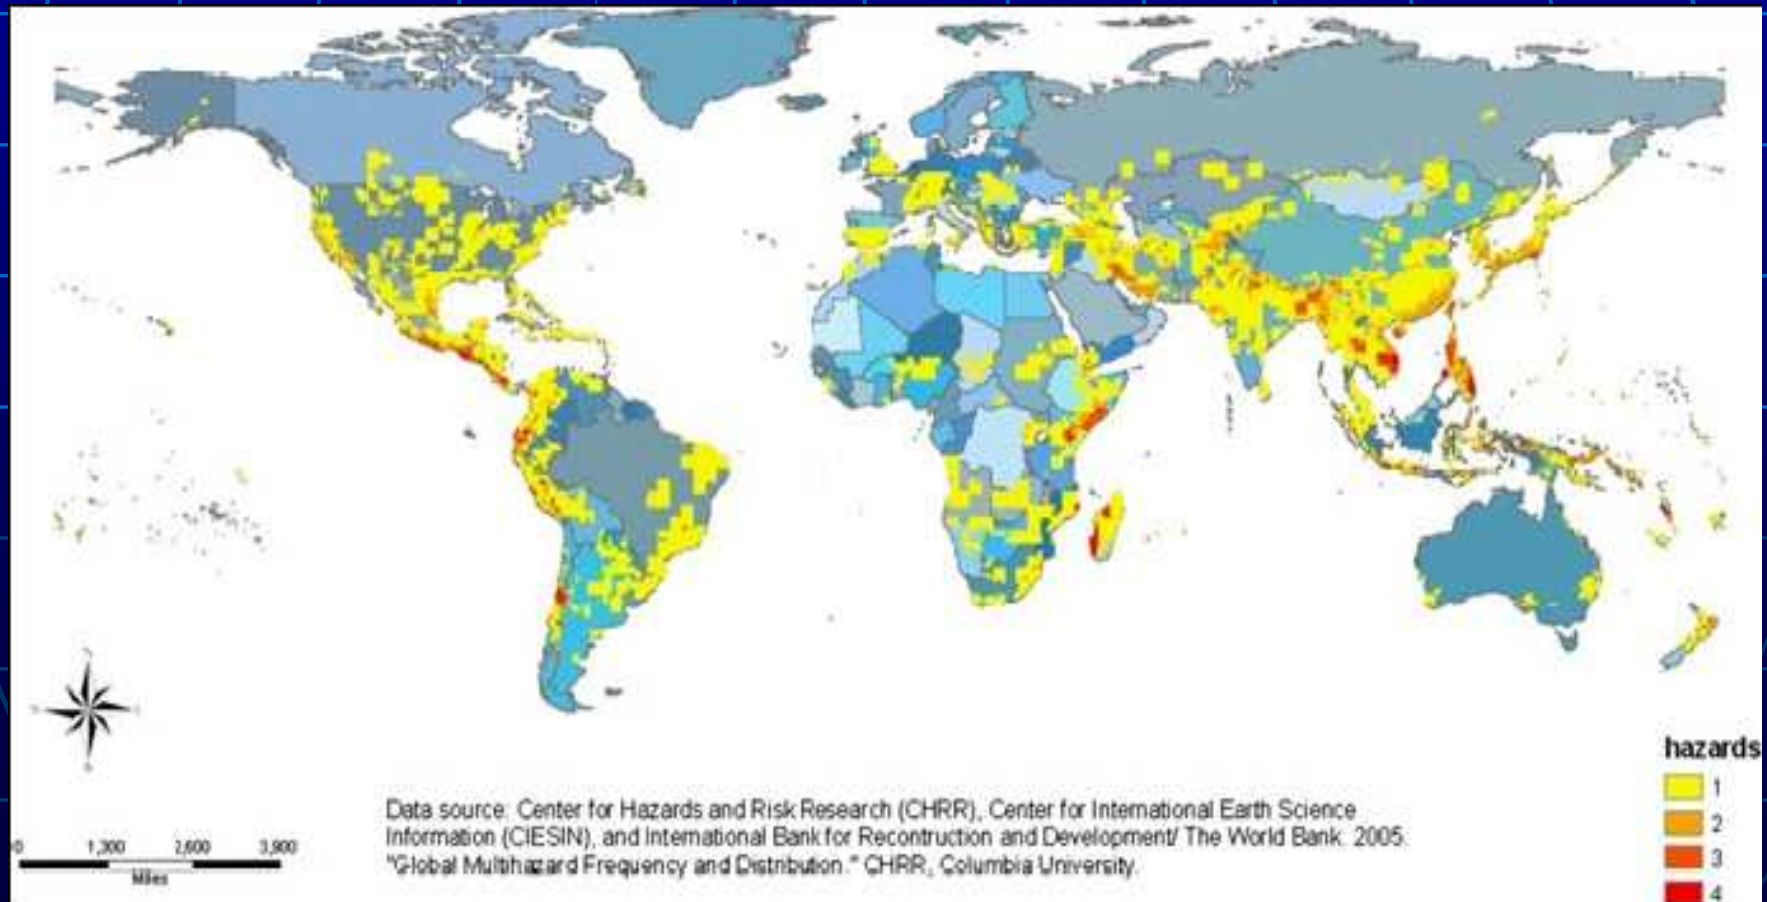 hazards
1
2
3
4
Data source: Center for Hazards and Risk Research (CHRR), Center for International Earth Science
Information (CIESIN), and International Bank for Recontruction and Development/ The World Bank. 2005.
"Global Multihazard Frequency and Distribution." CHRR, Columbia University.
0 1,300 2,600 3,900
Miles